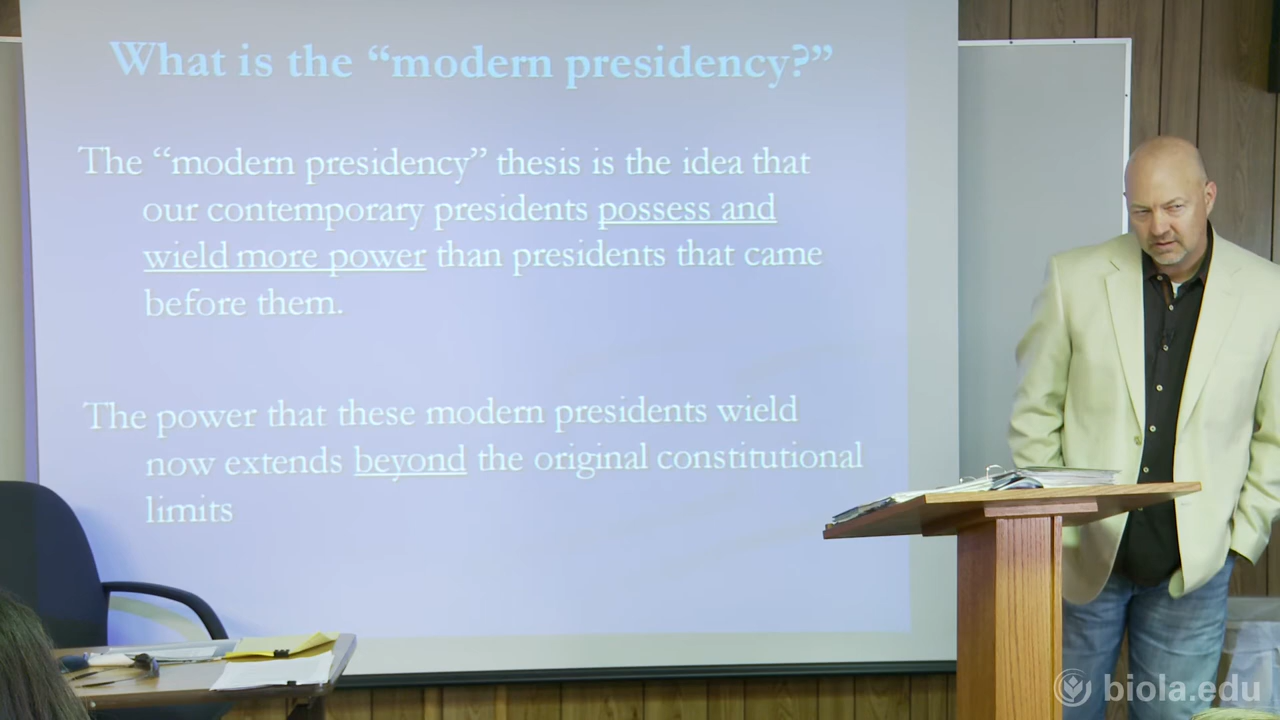 What is the “modern presidency?”
The “modern presidency” thesis is the idea that
our contemporary presidents possess and
wield more power than presidents that came
before them.
The power that these modern presidents wield
now extends beyond the original constitutional
limits
biola.edu